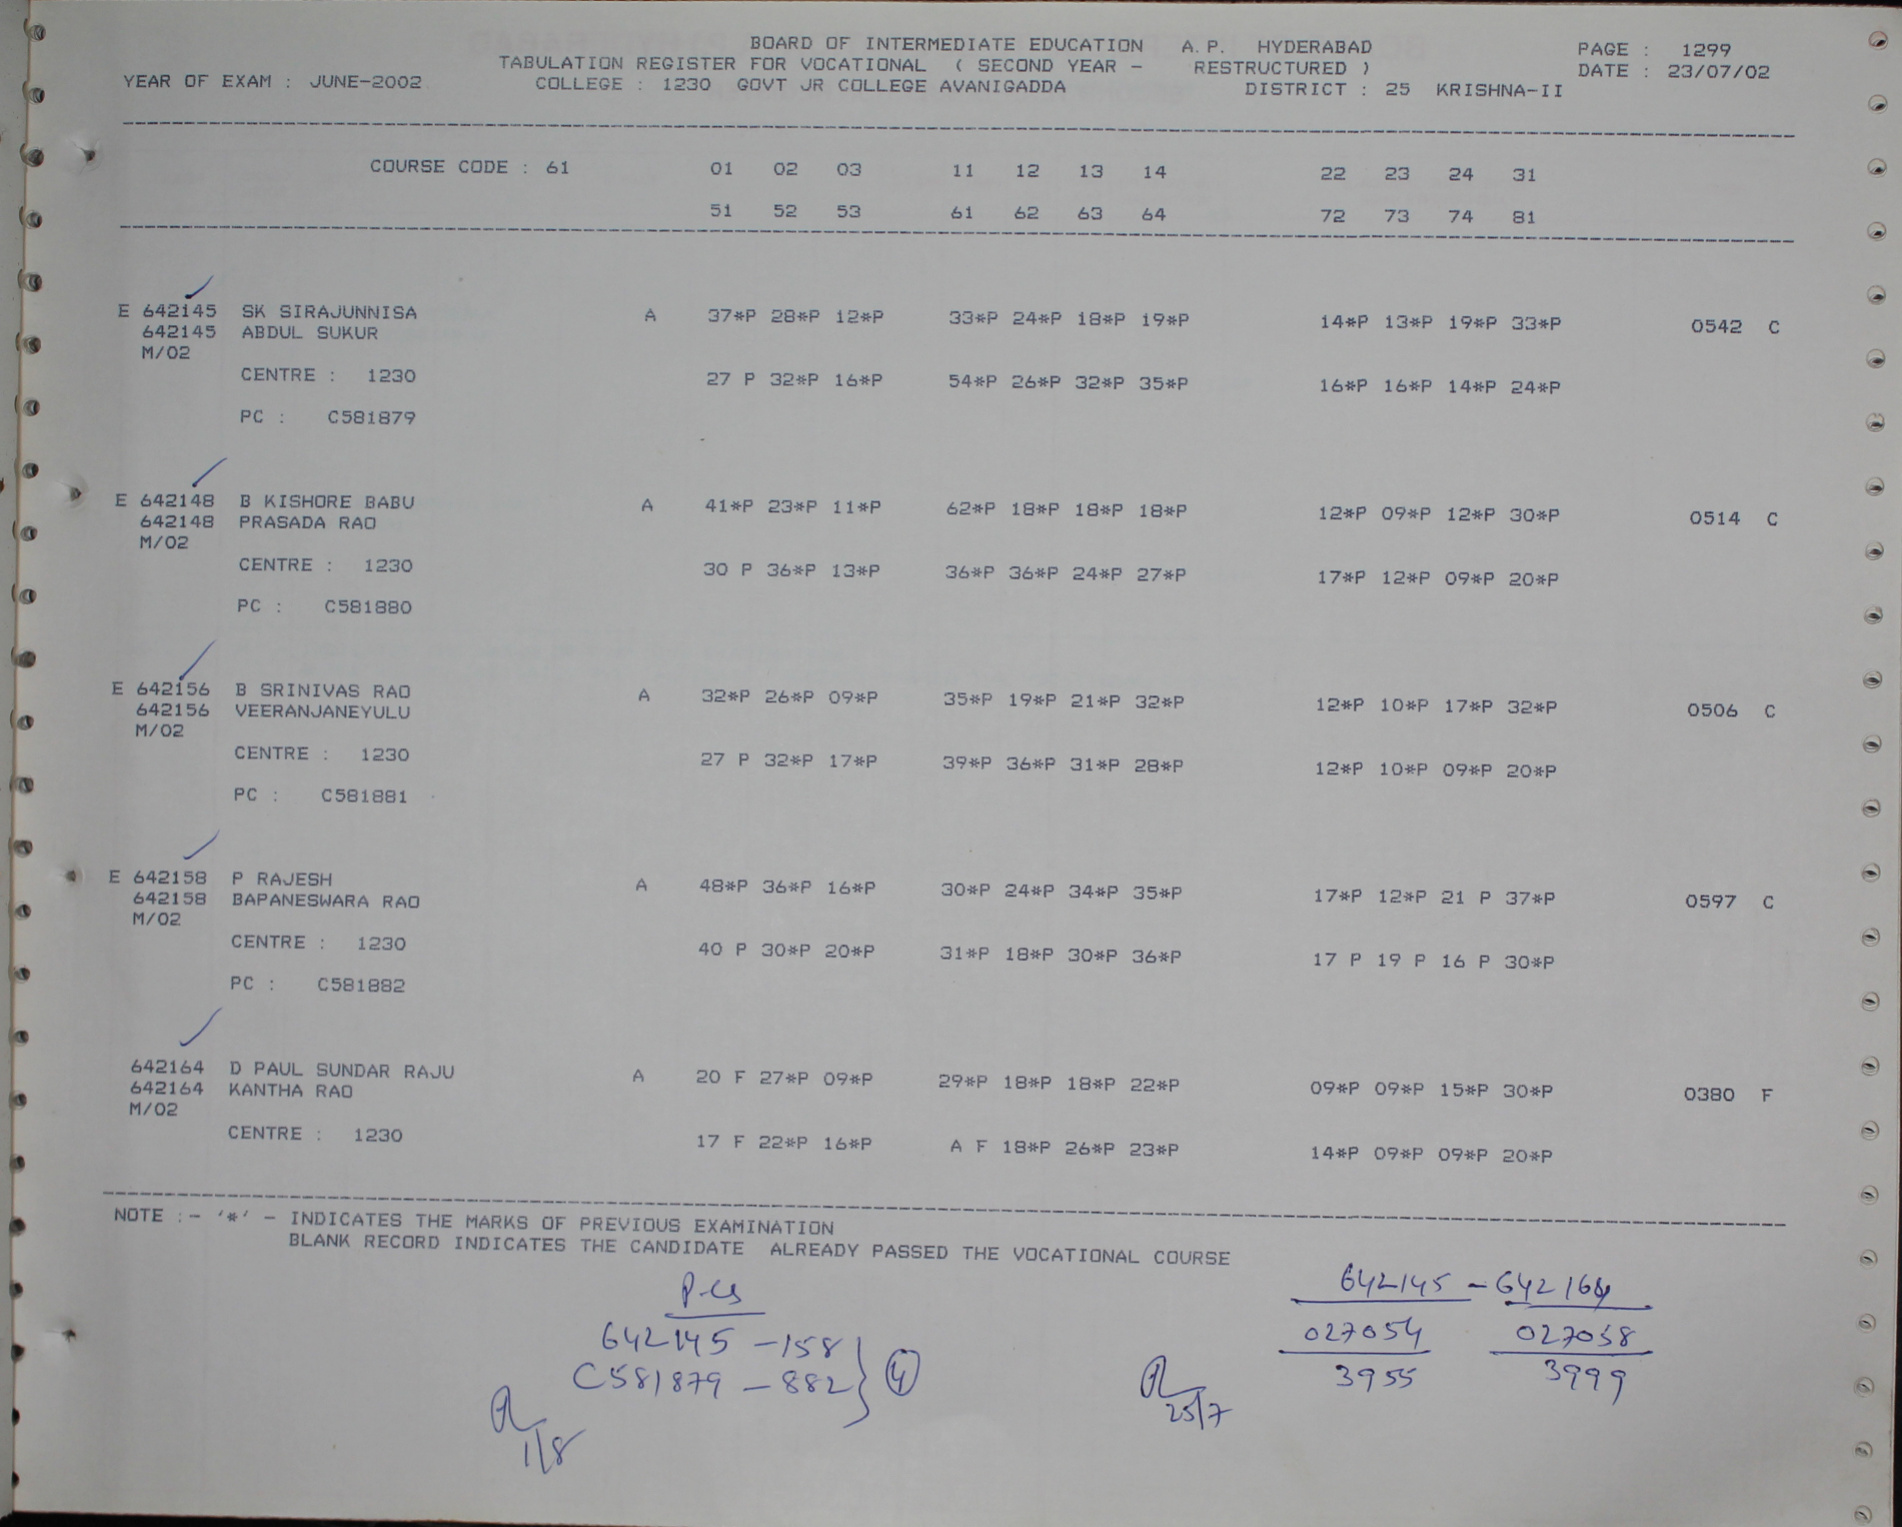 BOARD OF INTERMEDIATE EDUCATION A.P. HYDERABAD PAGE : 1299
TABULATION REGISTER FOR VOCATIONAL ( SECOND YEAR - RESTRUCTURED ) DATE : 23/07/02
YEAR OF EXAM : JUNE-2002 COLLEGE : 1230 GOVT JR COLLEGE AVANIGADDA DISTRICT : 25 KRISHNA-II
COURSE CODE : 61 01 02 03 11 12 13 14 22 23 24 31
51 52 53 61 62 63 64 72 73 74 81
E 642145 SK SIRAJUNNISA A 37*P 28*P 12*P 33*P 24*P 18*P 19*P 14*P 13*P 19*P 33*P 0542 C
642145 ABDUL SUKUR
M/02
CENTRE : 1230 27 P 32*P 16*P 54*P 26*P 32*P 35*P 16*P 16*P 14*P 24*P
PC : C581879
E 642148 B KISHORE BABU A 41*P 23*P 11*P 62*P 18*P 18*P 18*P 12*P 09*P 12*P 30*P 0514 C
642148 PRASADA RAO
M/02
CENTRE : 1230 30 P 36*P 13*P 36*P 36*P 24*P 27*P 17*P 12*P 09*P 20*P
PC : C581880
E 642156 B SRINIVAS RAO A 32*P 26*P 09*P 35*P 19*P 21*P 32*P 12*P 10*P 17*P 32*P 0506 C
642156 VEERANJANEYULU
M/02
CENTRE : 1230 27 P 32*P 17*P 39*P 36*P 31*P 28*P 12*P 10*P 09*P 20*P
PC : C581881
E 642158 P RAJESH A 48*P 36*P 16*P 30*P 24*P 34*P 35*P 17*P 12*P 21 P 37*P 0597 C
642158 BAPANESWARA RAO
M/02
CENTRE : 1230 40 P 30*P 20*P 31*P 18*P 30*P 36*P 17 P 19 P 16 P 30*P
PC : C581882
642164 D PAUL SUNDAR RAJU A 20 F 27*P 09*P 29*P 18*P 18*P 22*P 09*P 09*P 15*P 30*P 0380 F
642164 KANTHA RAO
M/02
CENTRE : 1230 17 F 22*P 16*P A F 18*P 26*P 23*P 14*P 09*P 09*P 20*P
NOTE :- '*' - INDICATES THE MARKS OF PREVIOUS EXAMINATION
BLANK RECORD INDICATES THE CANDIDATE ALREADY PASSED THE VOCATIONAL COURSE
642145 - 642164
642145 - 158 027054 027058
C581879 - 882 4 3955 3999
25/7
1/8